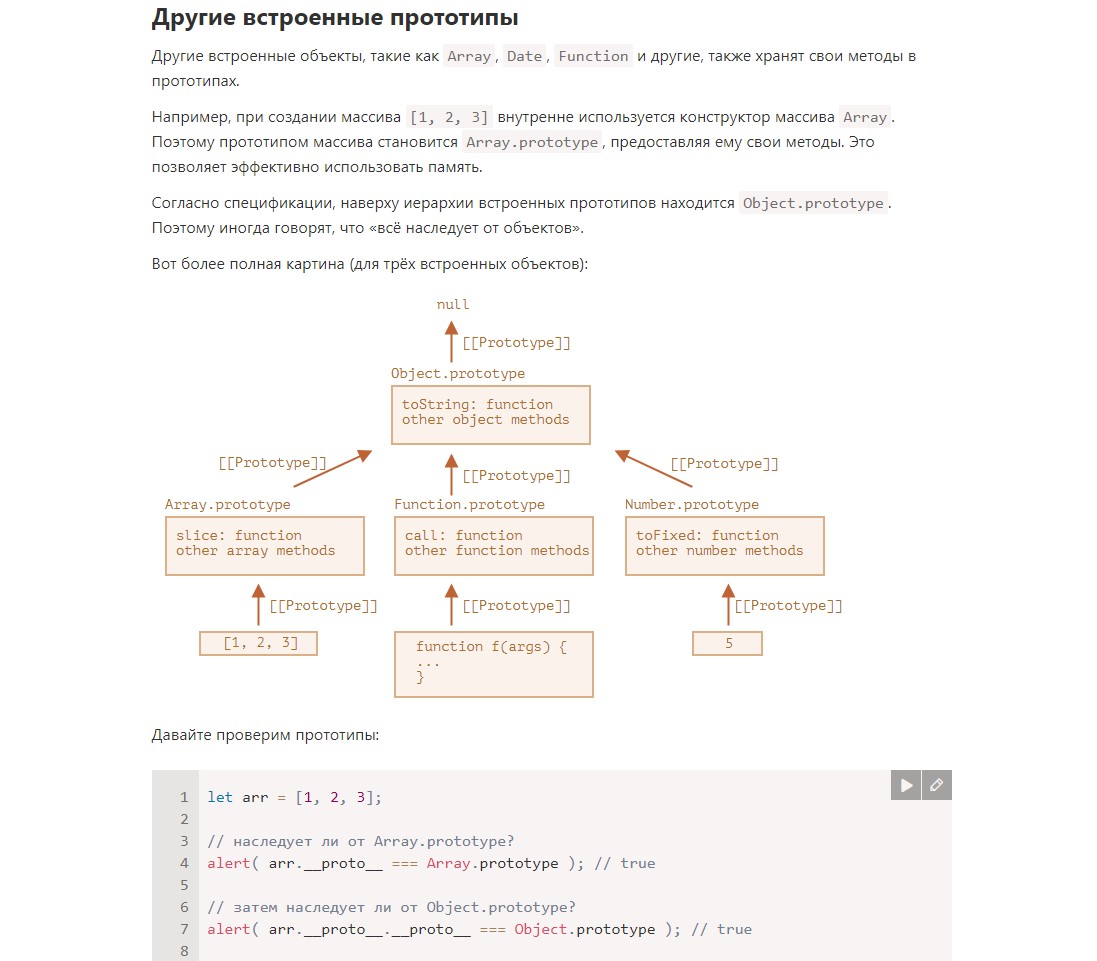 Другие встроенные прототипы
Другие встроенные объекты, такие как Array, Date, Function и другие, также хранят свои методы в
прототипах.
Например, при создании массива [1, 2, 3] внутренне используется конструктор массива Array.
Поэтому прототипом массива становится Array.prototype, предоставляя ему свои методы. Это
позволяет эффективно использовать память.
Согласно спецификации, наверху иерархии встроенных прототипов находится Object.prototype.
Поэтому иногда говорят, что «всё наследует от объектов».
Вот более полная картина (для трёх встроенных объектов):
null
[[Prototype]]
Object.prototype
toString: function
other object methods
[[Prototype]]
[[Prototype]]
[[Prototype]]
Array.prototype
slice: function
other array methods
Function.prototype
call: function
other function methods
Number.prototype
toFixed: function
other number methods
[[Prototype]]
[[Prototype]]
[[Prototype]]
[1, 2, 3]
function f(args) {
...
}
5
Давайте проверим прототипы:
1 let arr = [1, 2, 3];
2
3 // наследует ли от Array.prototype?
4 alert( arr.__proto__ === Array.prototype ); // true
5
6 // затем наследует ли от Object.prototype?
7 alert( arr.__proto__.__proto__ === Object.prototype ); // true
8